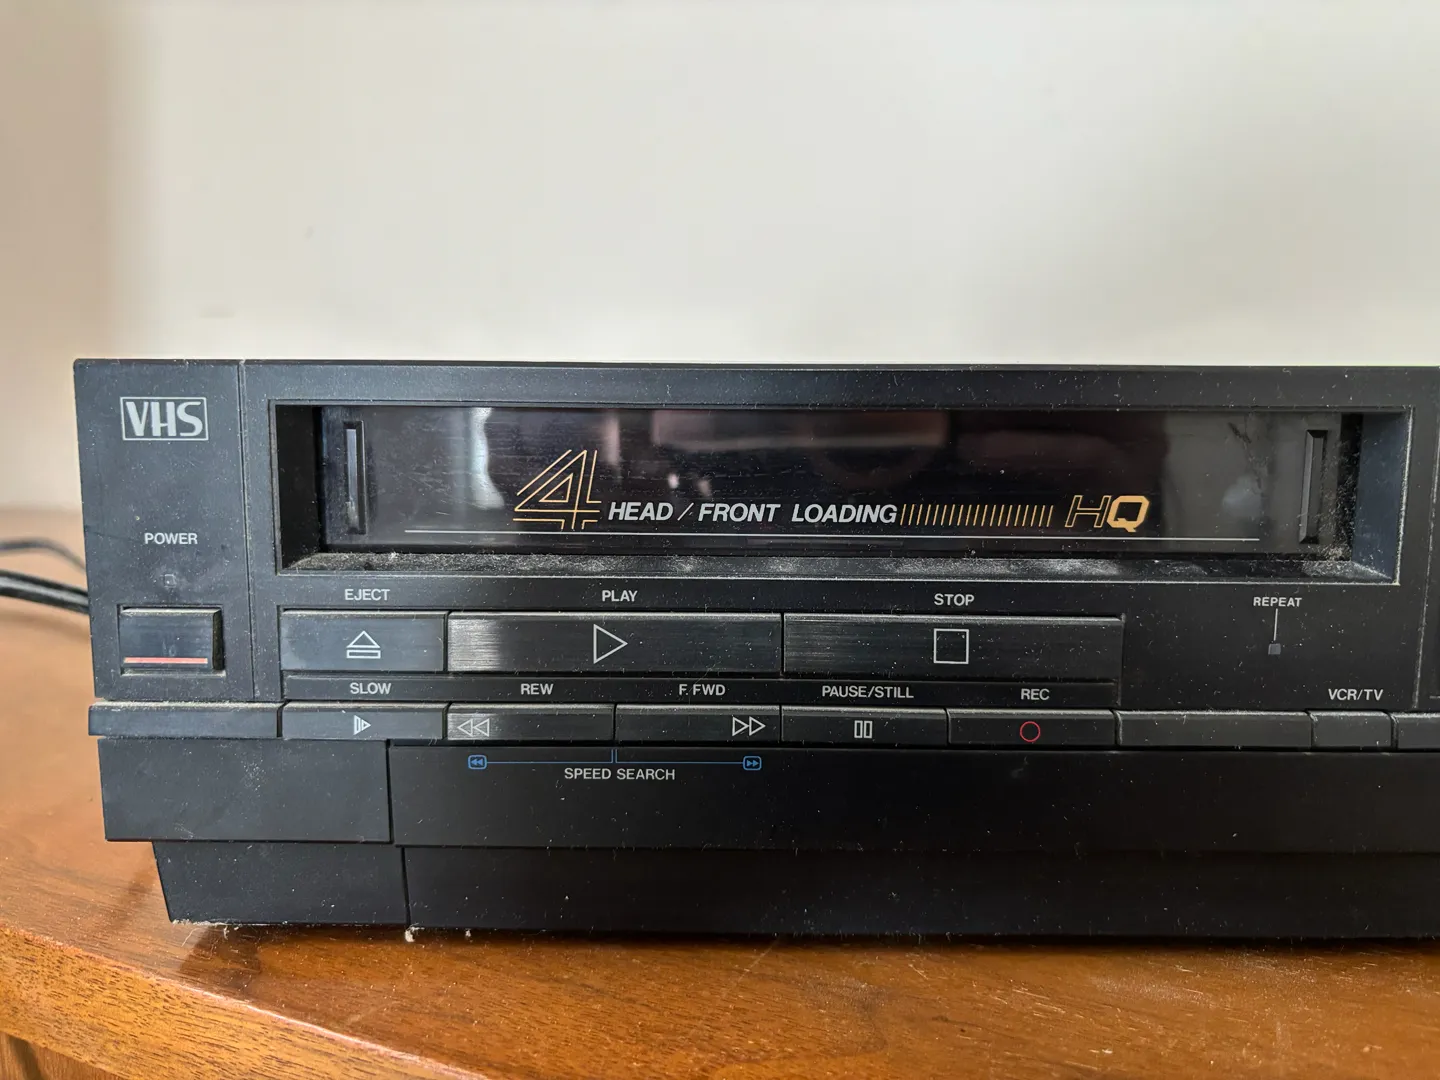 VHS
4 HEAD / FRONT LOADING HQ
POWER
EJECT PLAY STOP REPEAT
SLOW REW F.FWD PAUSE/STILL REC VCR/TV
SPEED SEARCH